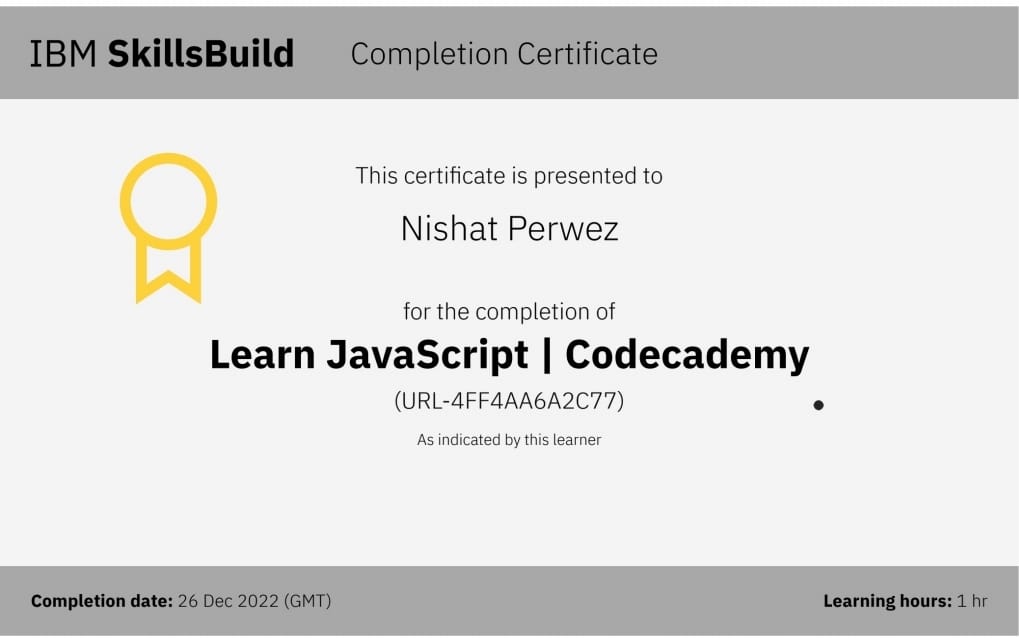 IBM SkillsBuild Completion Certificate
This certificate is presented to
Nishat Perwez
for the completion of
Learn JavaScript | Codecademy
(URL-4FF4AA6A2C77)
As indicated by this learner
Completion date: 26 Dec 2022 (GMT) Learning hours: 1 hr